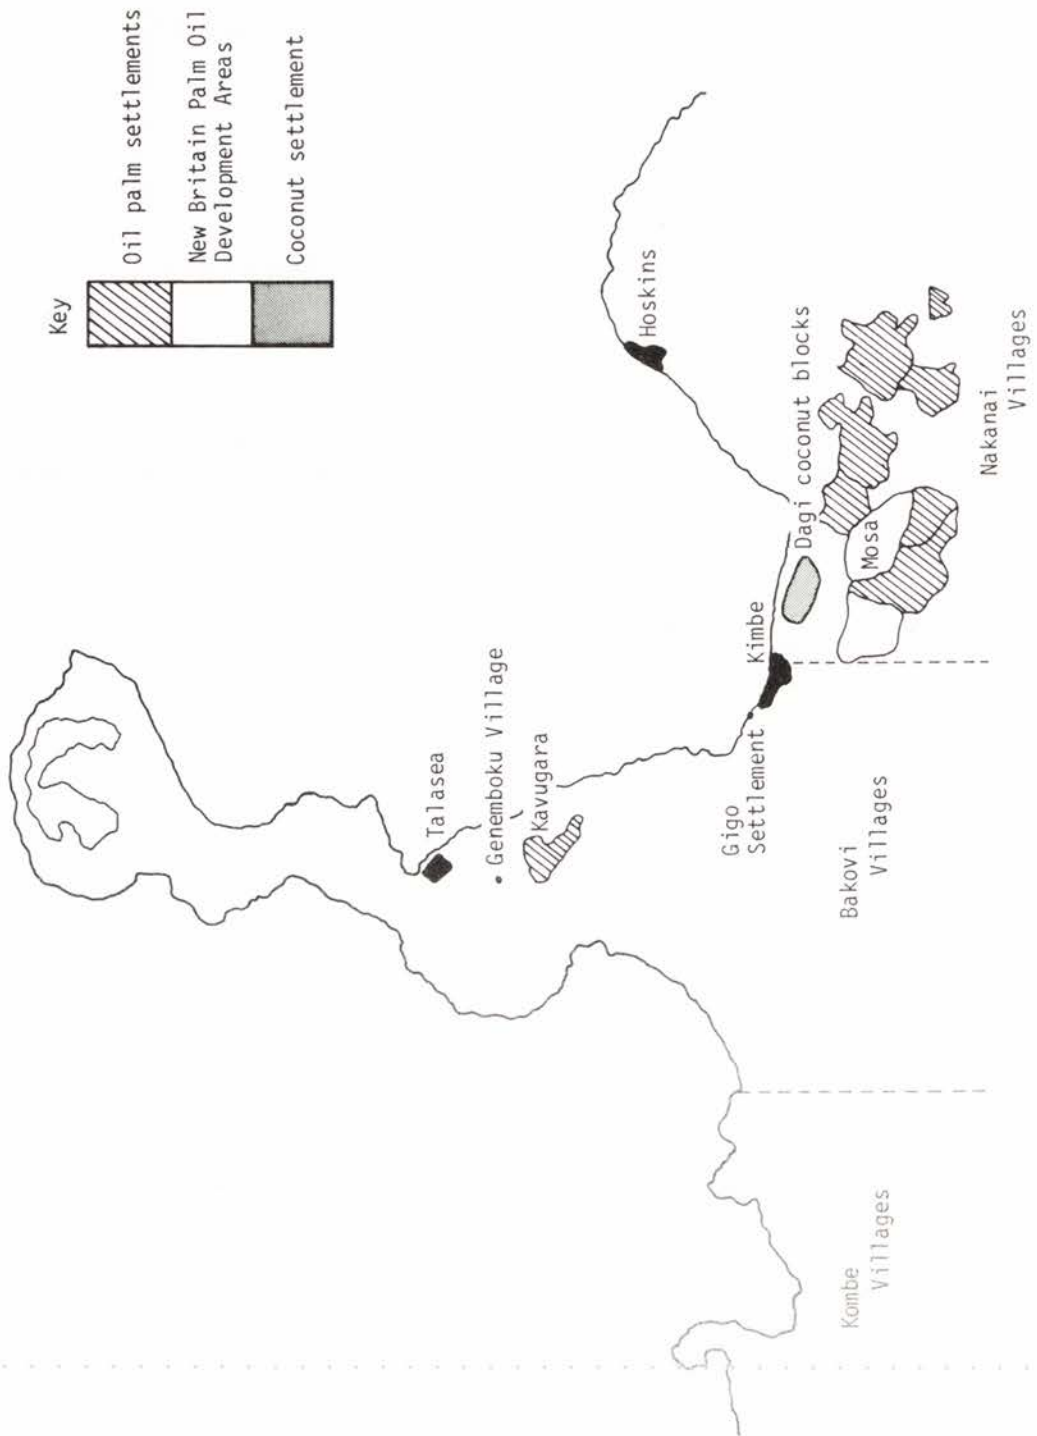 Key
Oil palm settlements
New Britain Palm Oil
Development Areas
Coconut settlement
Talasea
Genemboku Village
Kavugara
Hoskins
Gigo
Settlement
Kimbe
Dagi coconut blocks
Mosa
Nakanai
Villages
Bakovi
Villages
Kombe
Villages